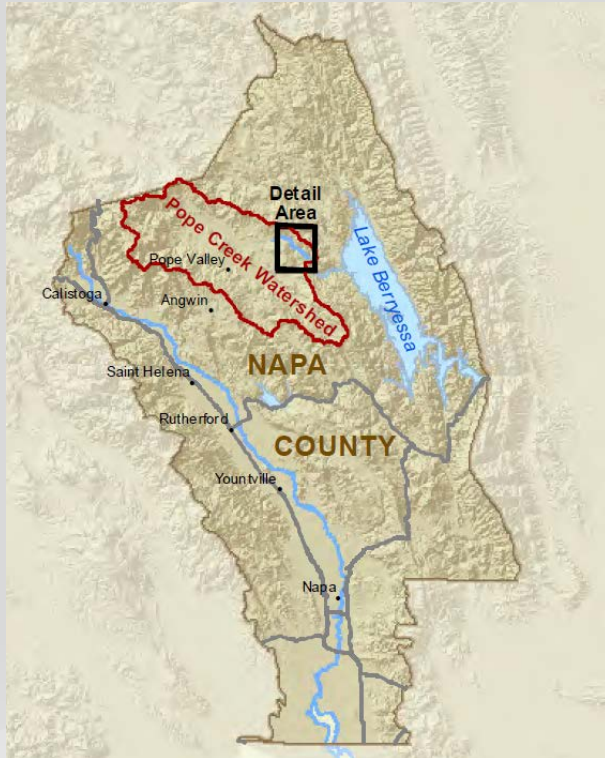 Detail
Area
Pope Creek Watershed
Lake Berryessa
Pope Valley
Calistoga
Angwin
NAPA
Saint Helena
Rutherford
COUNTY
Yountville
Napa